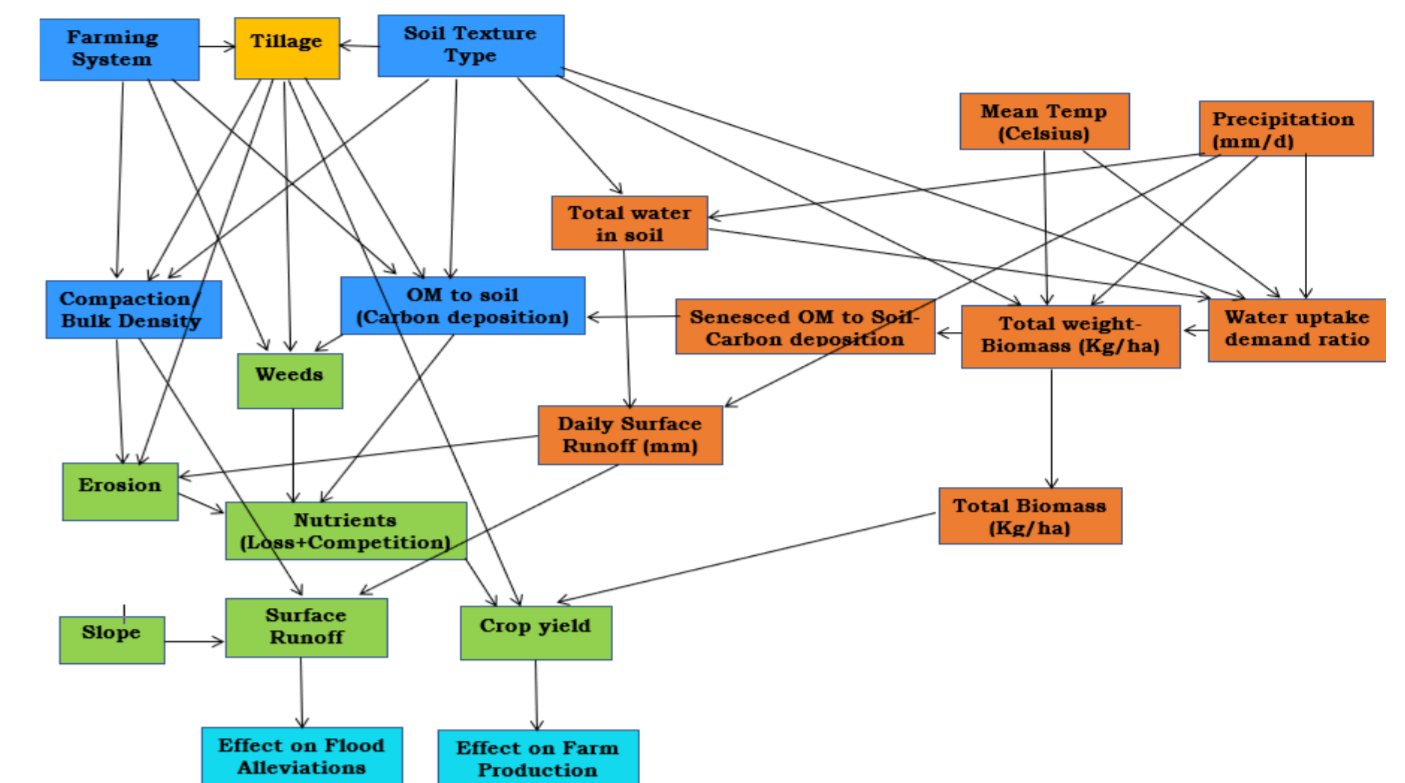 Farming
System
Tillage
Soil Texture
Type
Mean Temp
(Celsius)
Precipitation
(mm/d)
Total water
in soil
Compaction/
Bulk Density
OM to soil
(Carbon deposition)
Senesced OM to Soil-
Carbon deposition
Total weight-
Biomass (Kg/ha)
Water uptake
demand ratio
Weeds
Daily Surface
Runoff (mm)
Erosion
Nutrients
(Loss+Competition)
Total Biomass
(Kg/ha)
Slope
Surface
Runoff
Crop yield
Effect on Flood
Alleviations
Effect on Farm
Production